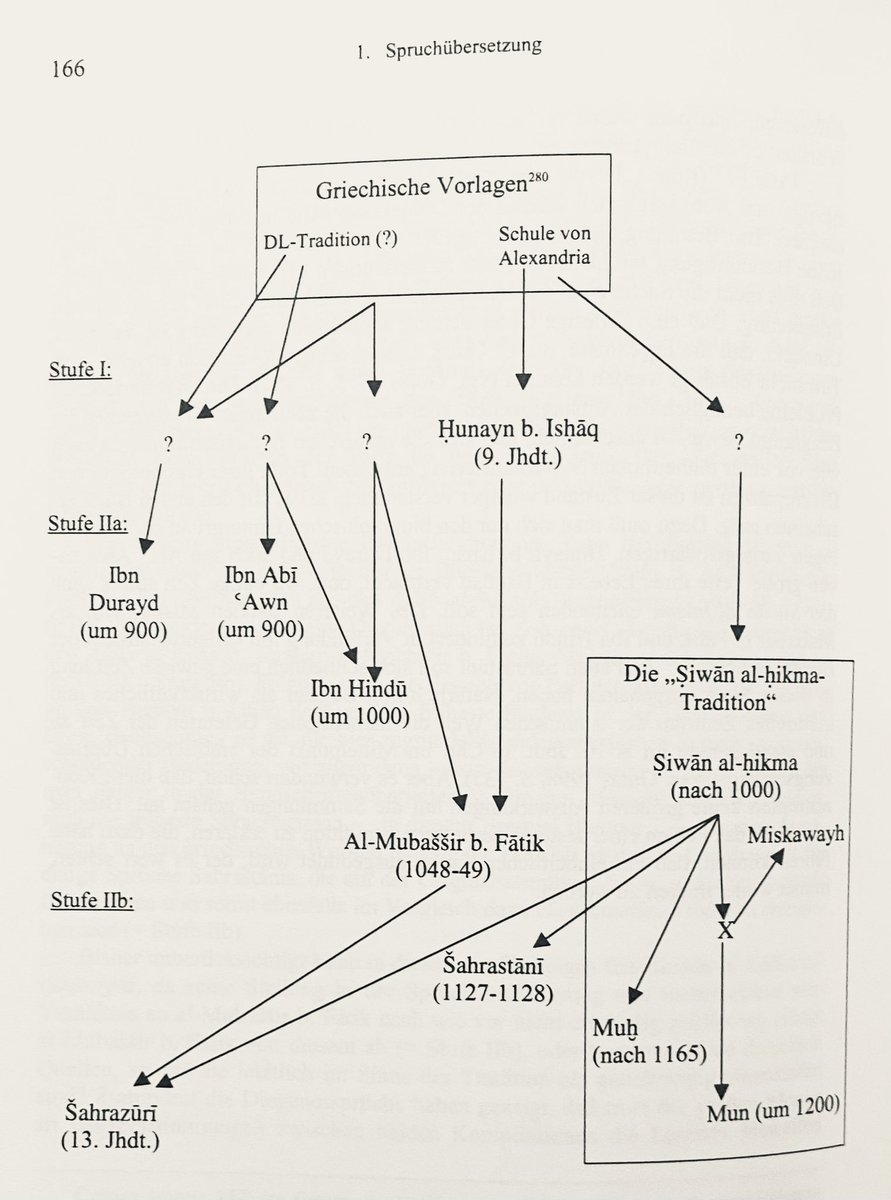 166
1. Spruchübersetzung
Griechische Vorlagen280
DL-Tradition (?)
Schule von
Alexandria
Stufe I:
?
?
?
Ḥunayn b. Isḥāq
(9. Jhdt.)
?
Stufe IIa:
Ibn
Durayd
(um 900)
Ibn Abī
ʿAwn
(um 900)
Ibn Hindū
(um 1000)
Die „Ṣiwān al-ḥikma-
Tradition“
Ṣiwān al-ḥikma
(nach 1000)
Al-Mubaššir b. Fātik
(1048-49)
Miskawayh
Stufe IIb:
X
Šahrastānī
(1127-1128)
Muḫ
(nach 1165)
Mun (um 1200)
Šahrazūrī
(13. Jhdt.)